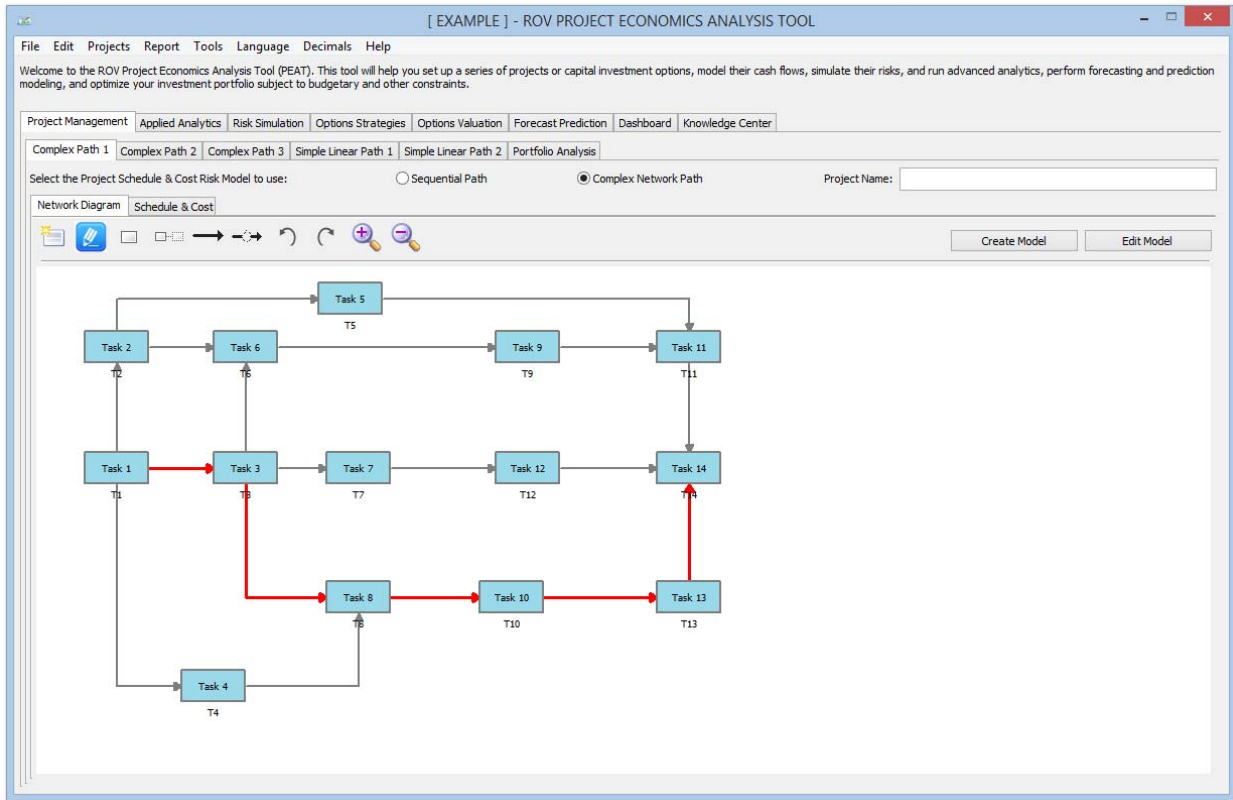 [ EXAMPLE ] - ROV PROJECT ECONOMICS ANALYSIS TOOL
File Edit Projects Report Tools Language Decimals Help
Welcome to the ROV Project Economics Analysis Tool (PEAT). This tool will help you set up a series of projects or capital investment options, model their cash flows, simulate their risks, and run advanced analytics, perform forecasting and prediction
modeling, and optimize your investment portfolio subject to budgetary and other constraints.
Project Management Applied Analytics Risk Simulation Options Strategies Options Valuation Forecast Prediction Dashboard Knowledge Center
Complex Path 1 Complex Path 2 Complex Path 3 Simple Linear Path 1 Simple Linear Path 2 Portfolio Analysis
Select the Project Schedule & Cost Risk Model to use: Sequential Path Complex Network Path Project Name:
Network Diagram Schedule & Cost
Create Model Edit Model
Task 5
T5
Task 2 Task 6 Task 9 Task 11
T2 T6 T9 T11
Task 1 Task 3 Task 7 Task 12 Task 14
T1 T3 T7 T12 T14
Task 8 Task 10 Task 13
T8 T10 T13
Task 4
T4